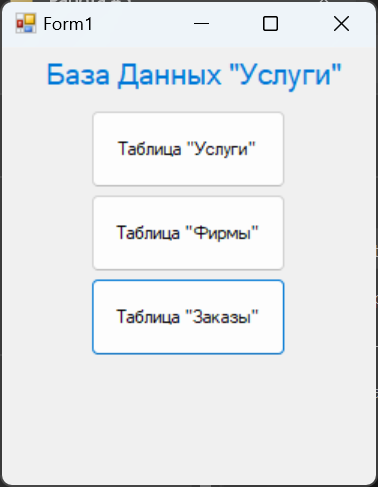 Form1
База Данных "Услуги"
Таблица "Услуги"
Таблица "Фирмы"
Таблица "Заказы"